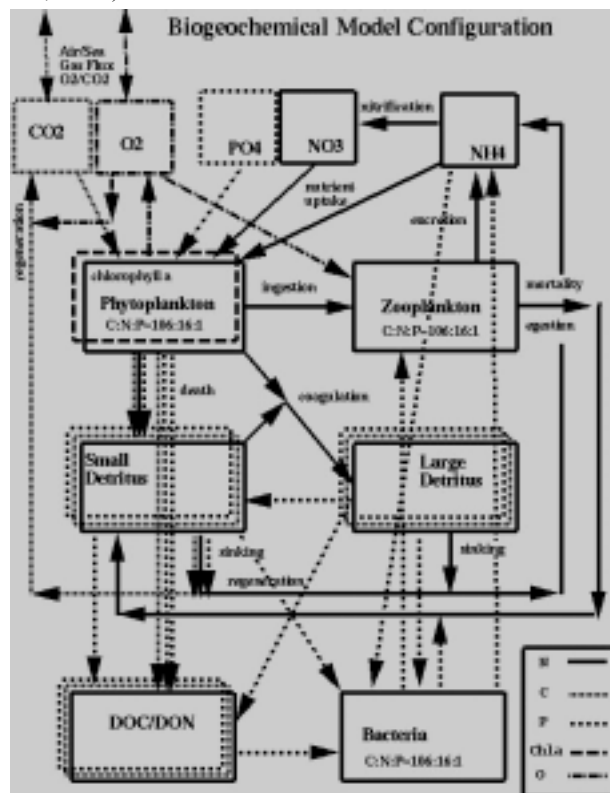 Biogeochemical Model Configuration
Air/Sea
Gas Flux
O2/CO2
CO2
O2
PO4
NO3
nitrification
NH4
regeneration
nutrient
uptake
excretion
chlorophyll a
Phytoplankton
C:N:P=106:16:1
ingestion
Zooplankton
C:N:P=106:16:1
mortality
egestion
death
coagulation
Small
Detritus
Large
Detritus
sinking
sinking
regeneration
DOC/DON
Bacteria
C:N:P=106:16:1
N
C
P
Chl.a
O